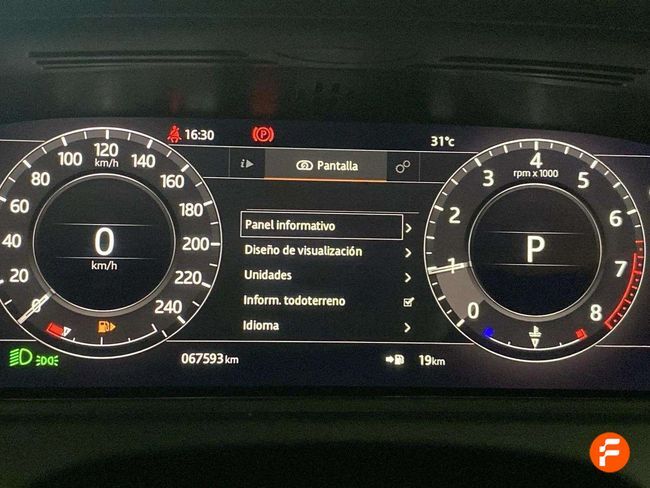 16:30
P
31°c
i
Pantalla
0 20 40 60 80 100 120 140 160 180 200 220 240
km/h
0
km/h
Panel informativo
Diseño de visualización
Unidades
Inform. todoterreno
Idioma
0 1 2 3 4 5 6 7 8
rpm x 1000
P
067593 km
19 km